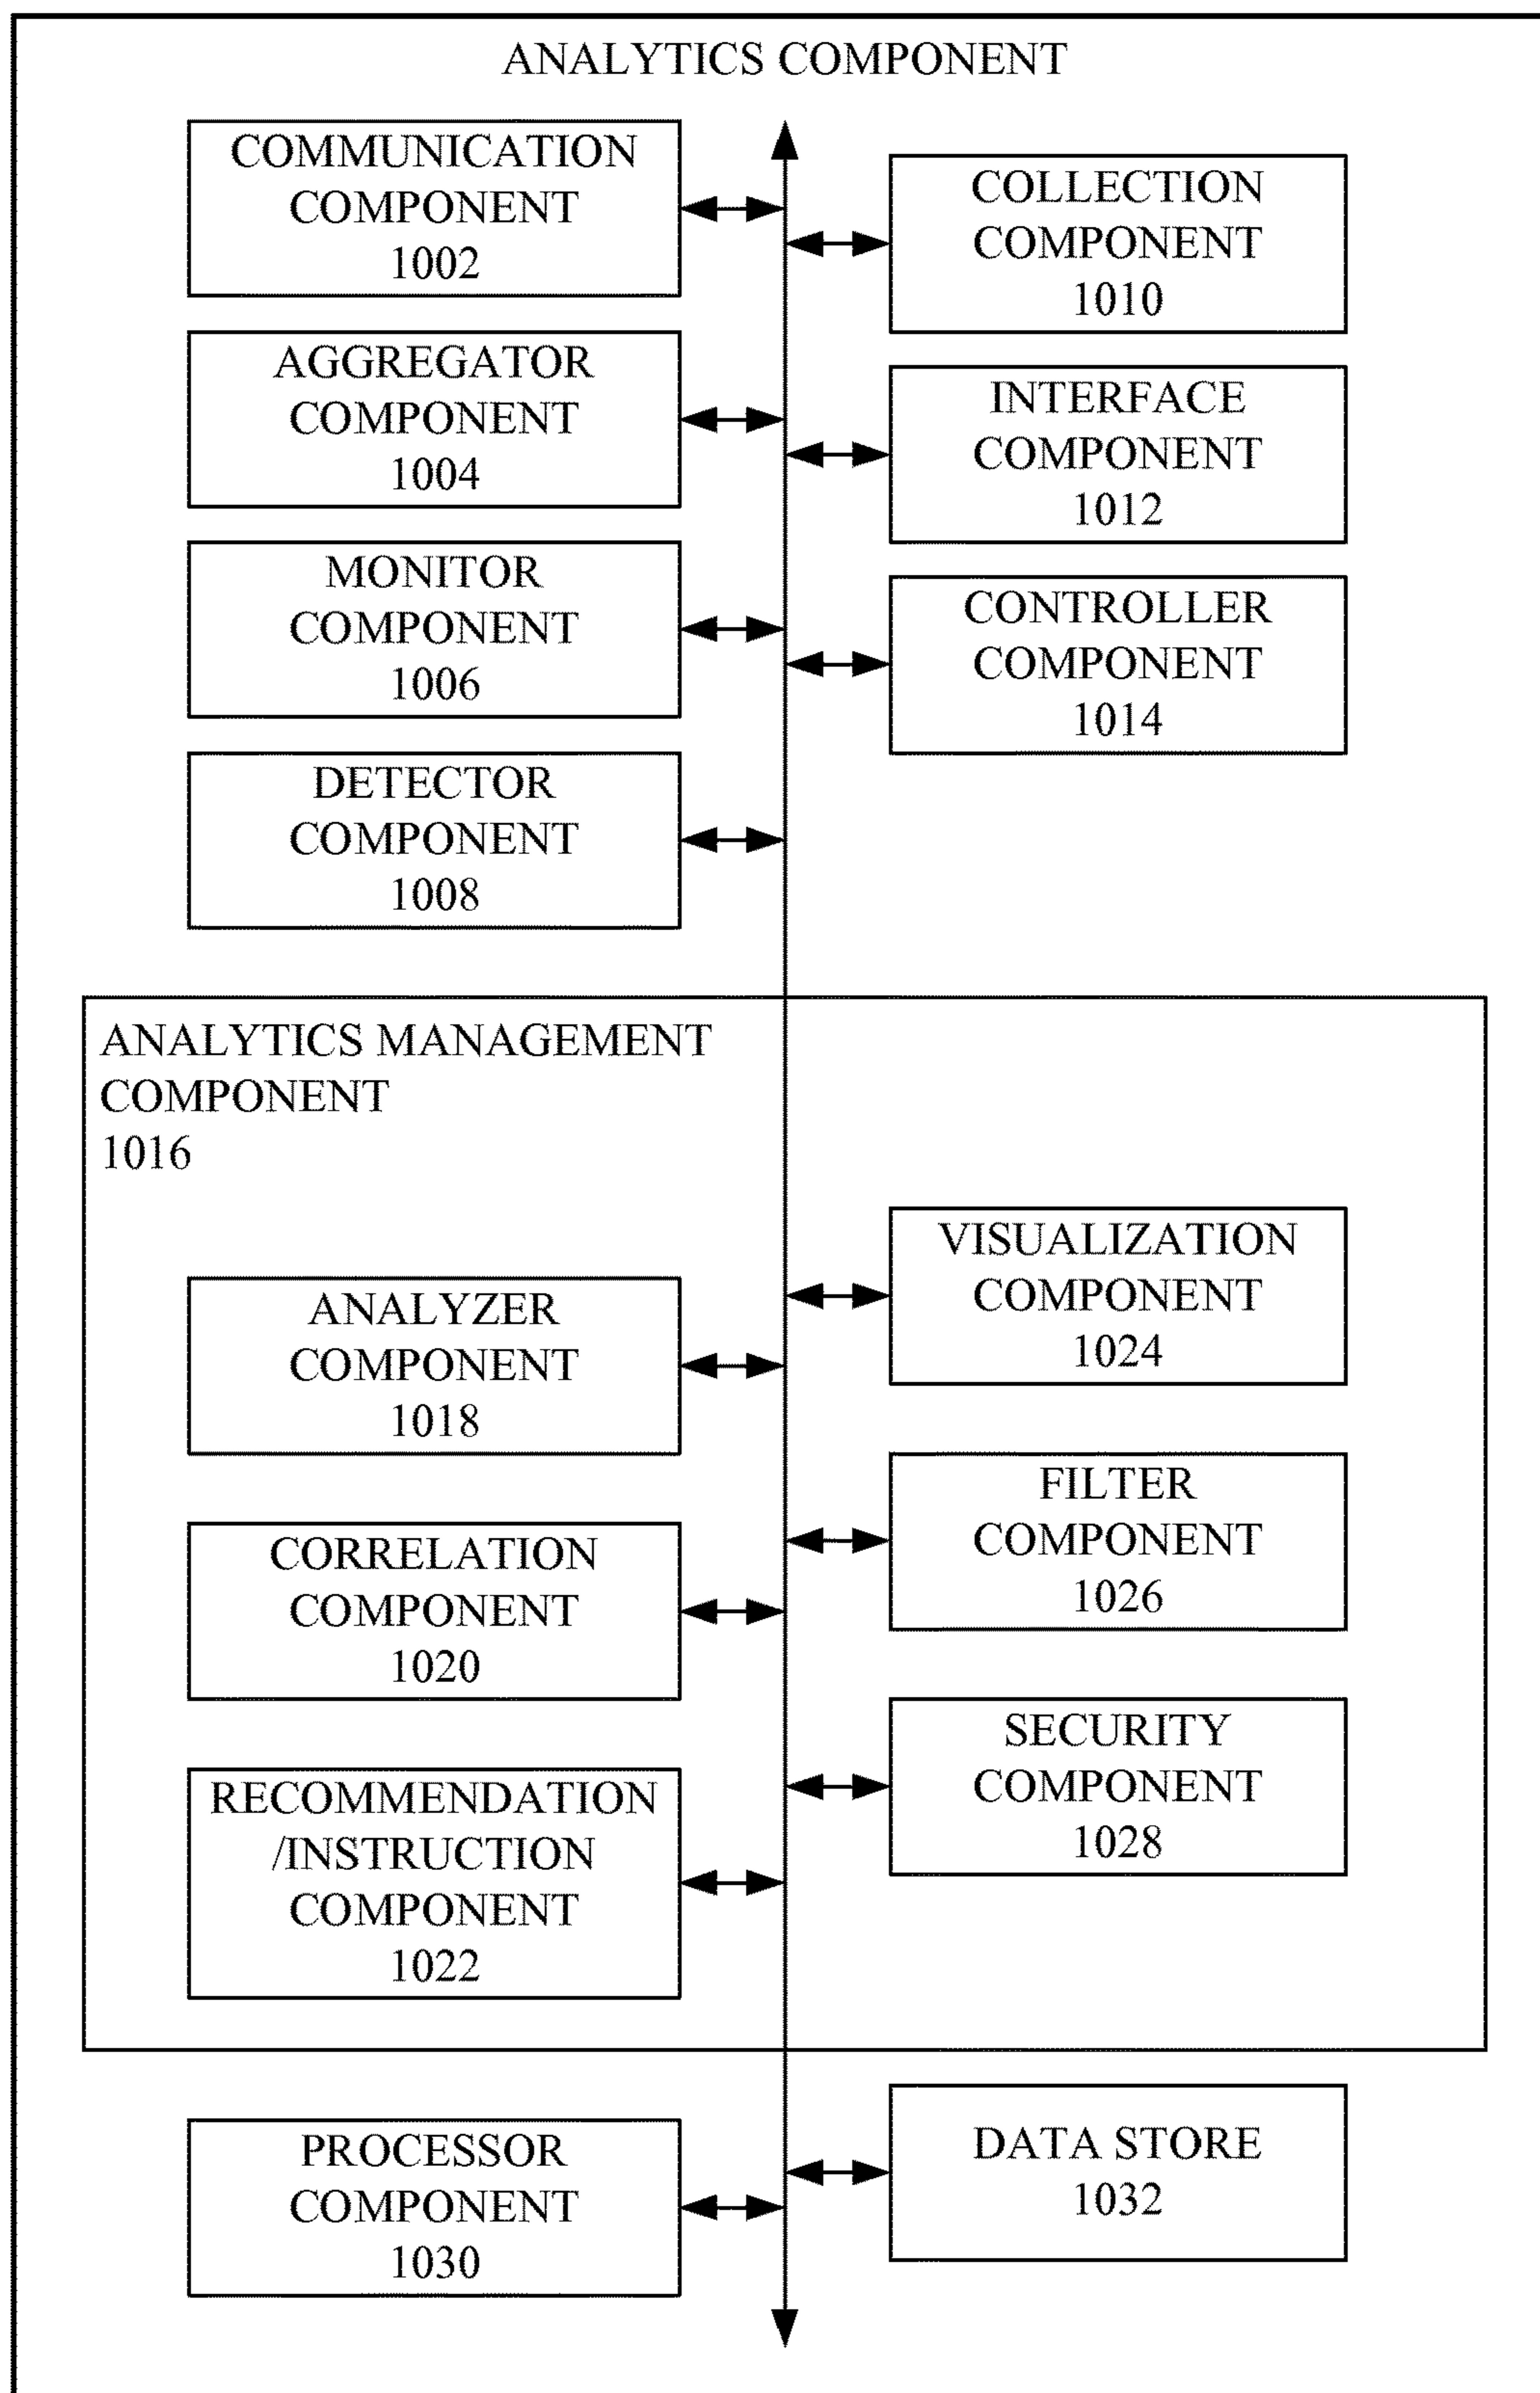 ANALYTICS COMPONENT
COMMUNICATION
COMPONENT
1002
COLLECTION
COMPONENT
1010
AGGREGATOR
COMPONENT
1004
INTERFACE
COMPONENT
1012
MONITOR
COMPONENT
1006
CONTROLLER
COMPONENT
1014
DETECTOR
COMPONENT
1008
ANALYTICS MANAGEMENT
COMPONENT
1016
VISUALIZATION
COMPONENT
1024
ANALYZER
COMPONENT
1018
FILTER
COMPONENT
1026
CORRELATION
COMPONENT
1020
SECURITY
COMPONENT
1028
RECOMMENDATION
/INSTRUCTION
COMPONENT
1022
DATA STORE
1032
PROCESSOR
COMPONENT
1030